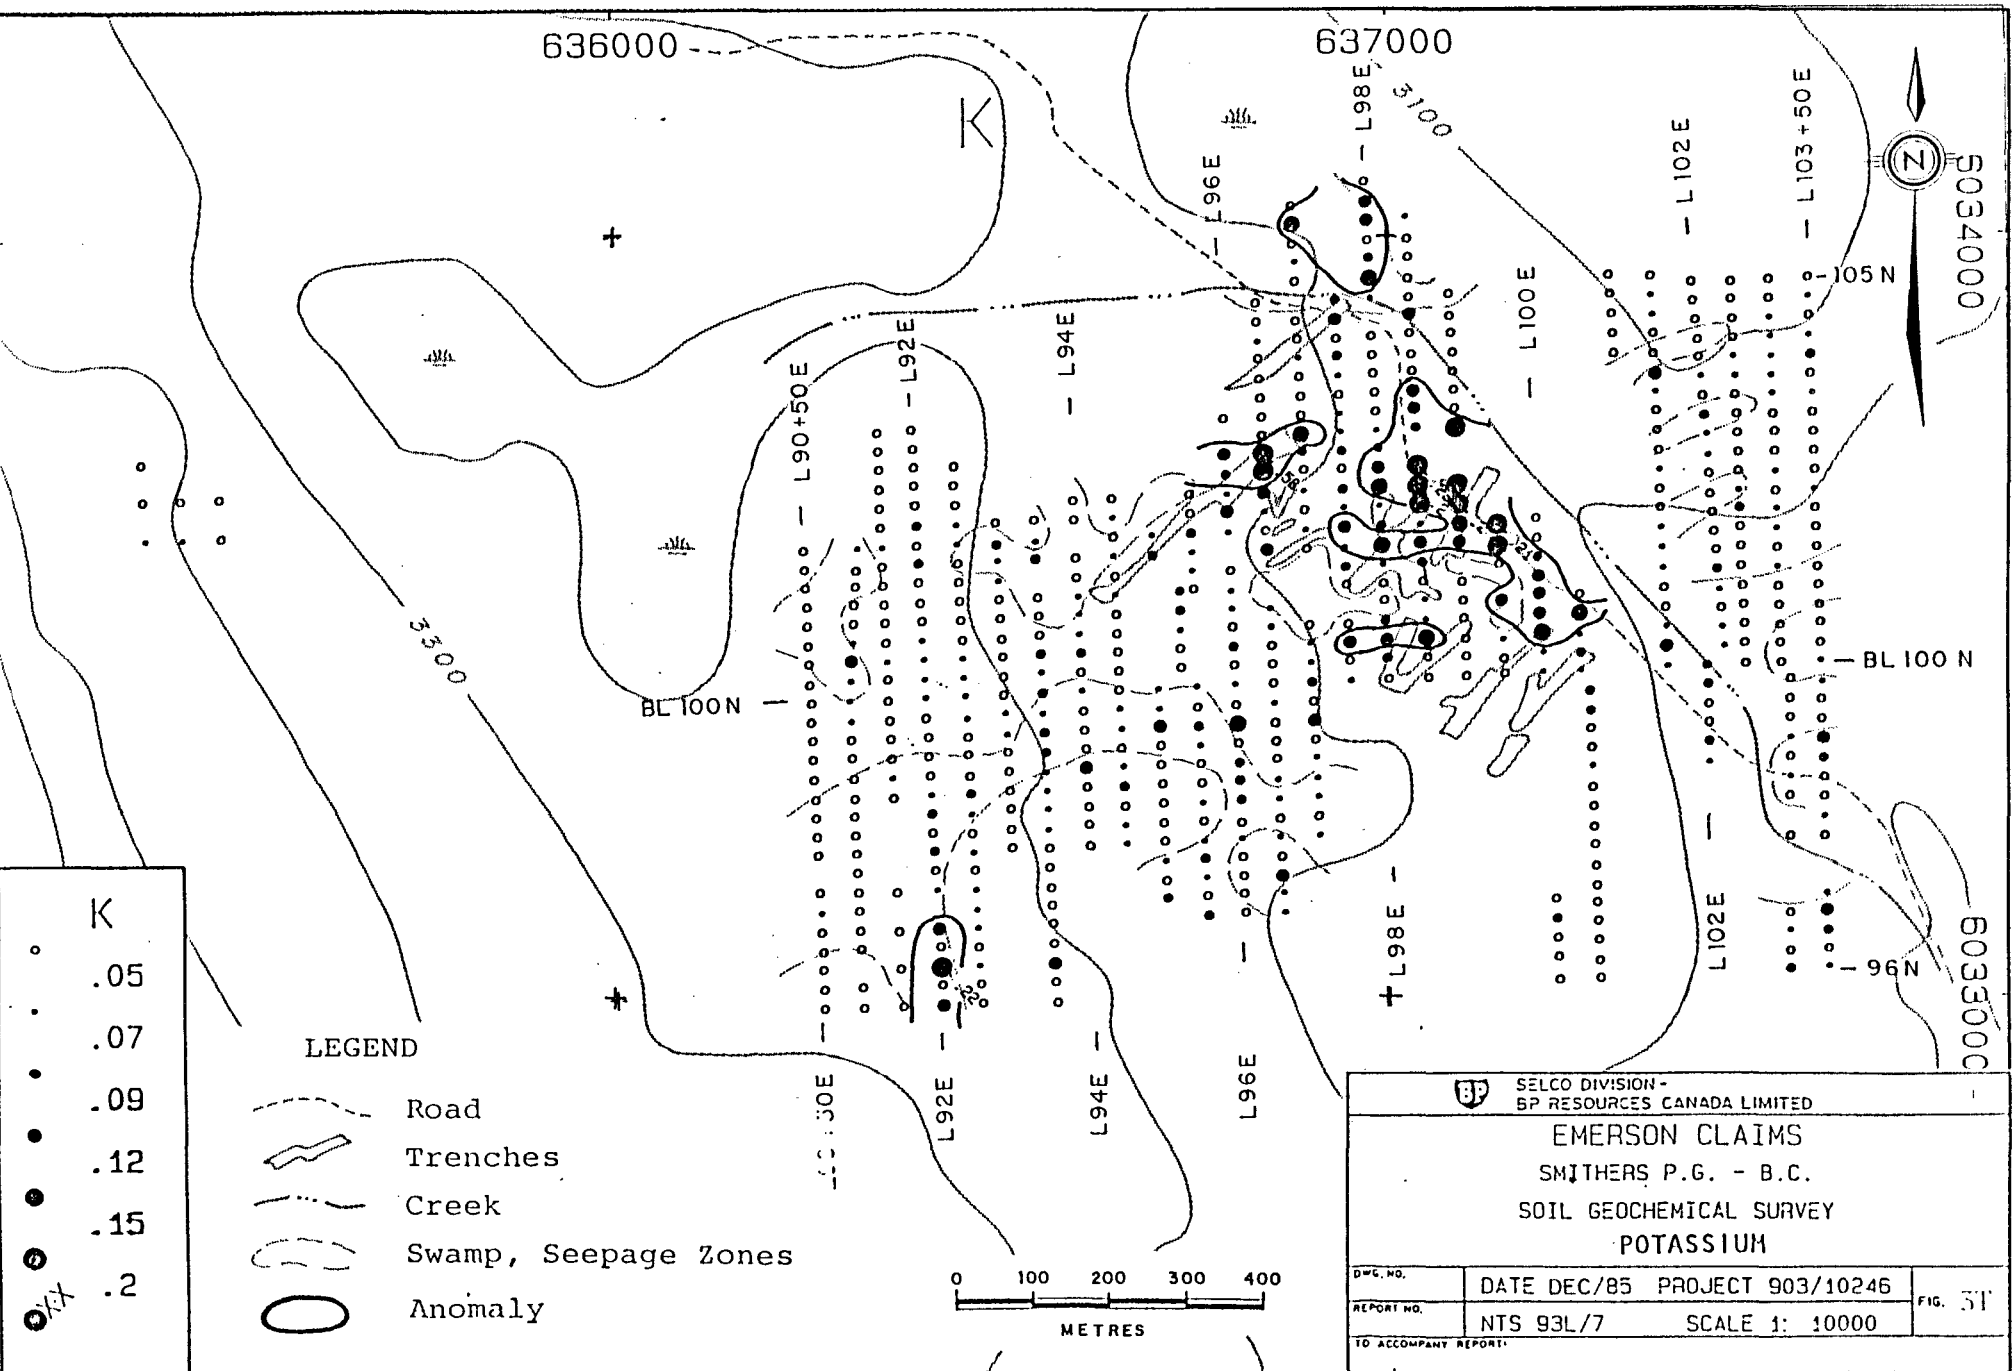 636000
637000
K
L96E
L98E
3100
L102E
L103+50E
N
5034000
105N
L100E
L90+50E
L92E
L94E
3300
BL 100N
BL 100N
L98E
L102E
96N
6033000
K
.05
.07
.09
.12
.15
.2
X.X
.22
LEGEND
Road
Trenches
Creek
Swamp, Seepage Zones
Anomaly
L92E
L94E
L96E
0 100 200 300 400
METRES
BP
SELCO DIVISION -
BP RESOURCES CANADA LIMITED
EMERSON CLAIMS
SMITHERS P.G. - B.C.
SOIL GEOCHEMICAL SURVEY
POTASSIUM
DWG. NO.
DATE DEC/85 PROJECT 903/10246
REPORT NO.
NTS 93L/7 SCALE 1: 10000
FIG.
TO ACCOMPANY REPORT: